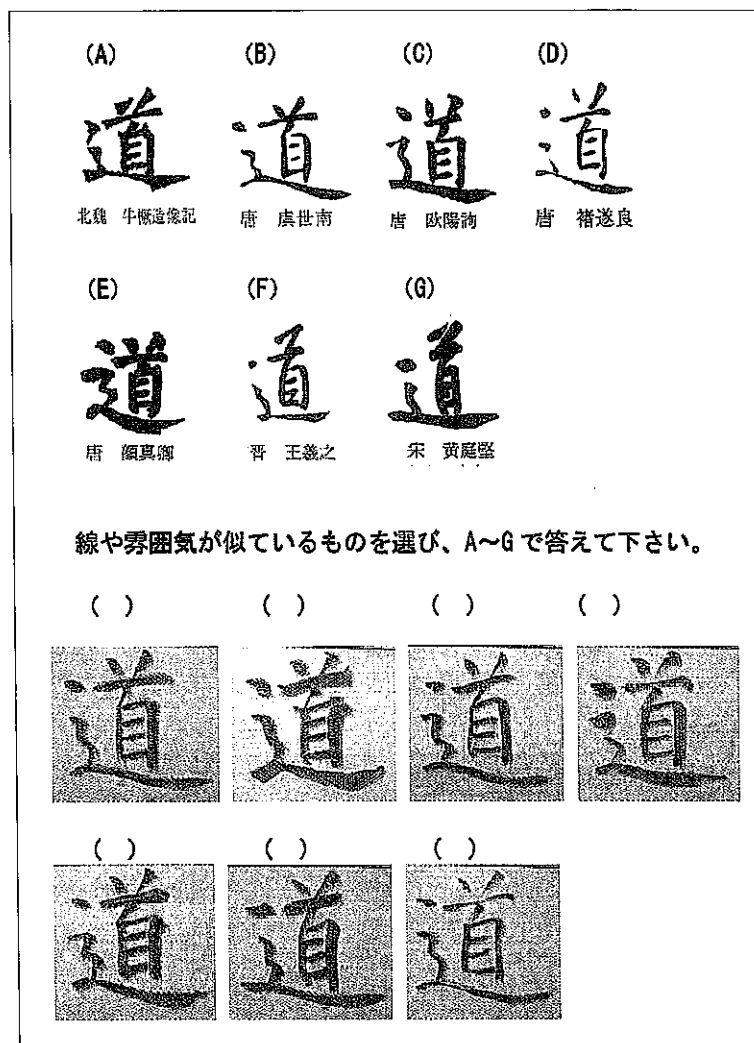 (A) (B) (C) (D)
道 道 道 道
北魏 牛橛造像記 唐 虞世南 唐 欧陽詢 唐 褚遂良
(E) (F) (G)
道 道 道
唐 顔真卿 晋 王羲之 宋 黄庭堅
線や雰囲気が似ているものを選び、A～Gで答えて下さい。
( ) ( ) ( ) ( )
道 道 道 道
( ) ( ) ( )
道 道 道